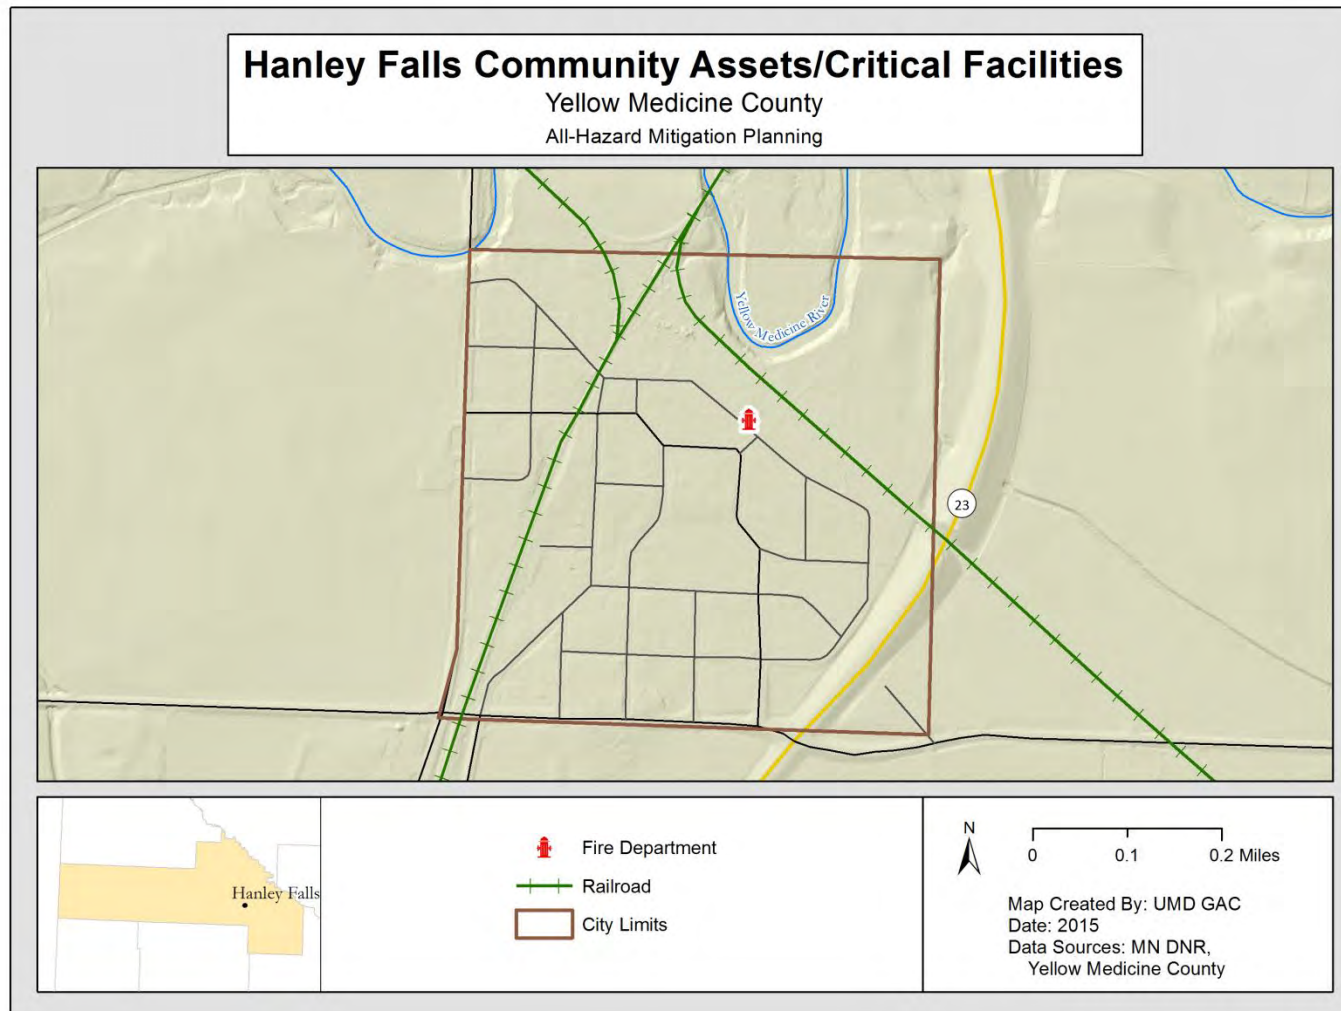 Hanley Falls Community Assets/Critical Facilities
Yellow Medicine County
All-Hazard Mitigation Planning
Yellow Medicine River
23
Hanley Falls
Fire Department
Railroad
City Limits
N
0 0.1 0.2 Miles
Map Created By: UMD GAC
Date: 2015
Data Sources: MN DNR,
Yellow Medicine County